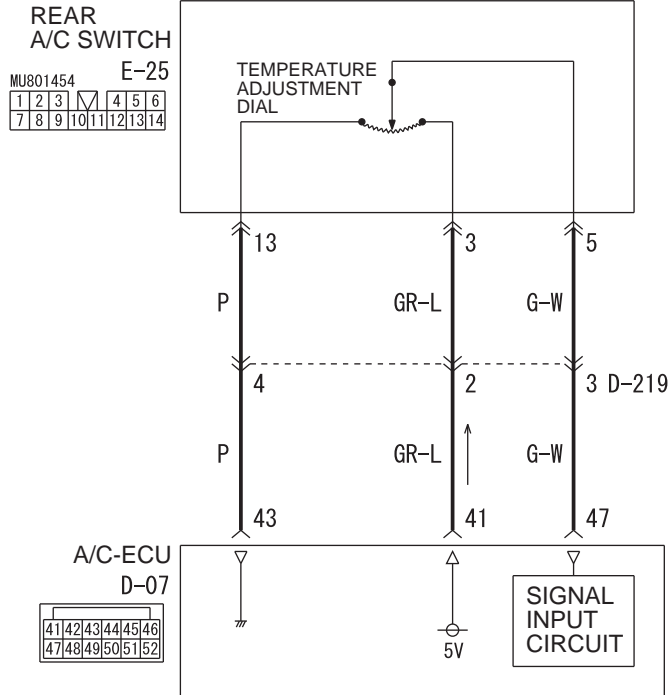 REAR
A/C SWITCH
E-25
MU801454
1 2 3 4 5 6
7 8 9 10 11 12 13 14
TEMPERATURE
ADJUSTMENT
DIAL
13 3 5
P GR-L G-W
4 2 3 D-219
P GR-L G-W
43 41 47
A/C-ECU
D-07
41 42 43 44 45 46
47 48 49 50 51 52
5V
SIGNAL
INPUT
CIRCUIT